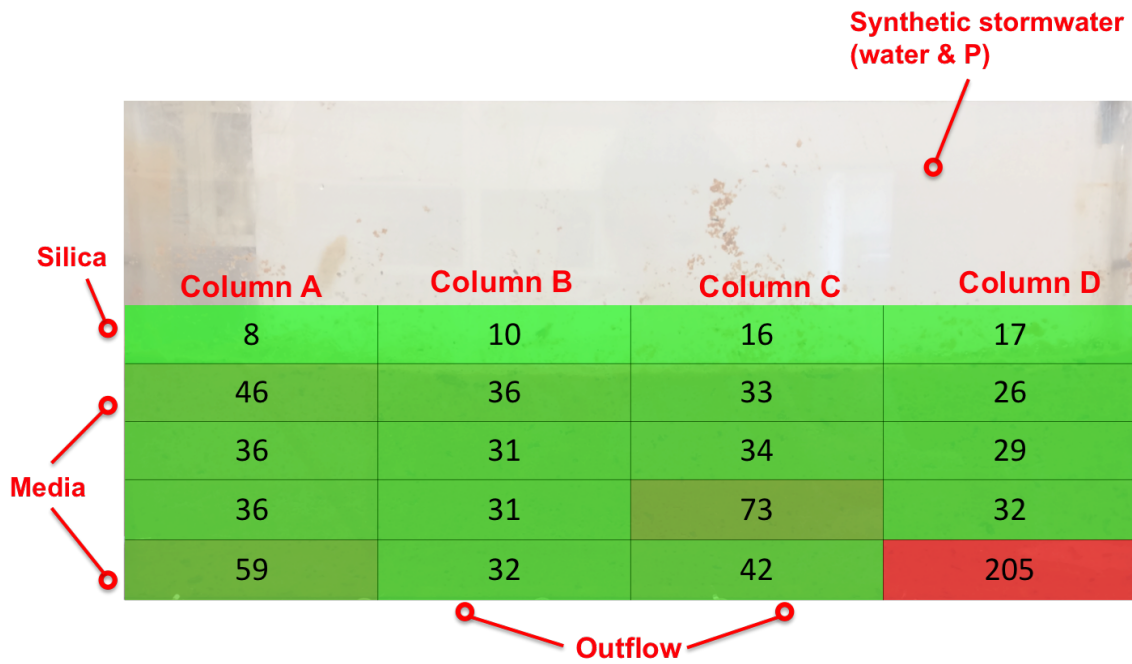 Synthetic stormwater
(water & P)
Silica
Column A Column B Column C Column D
8 10 16 17
46 36 33 26
36 31 34 29
Media
36 31 73 32
59 32 42 205
Outflow